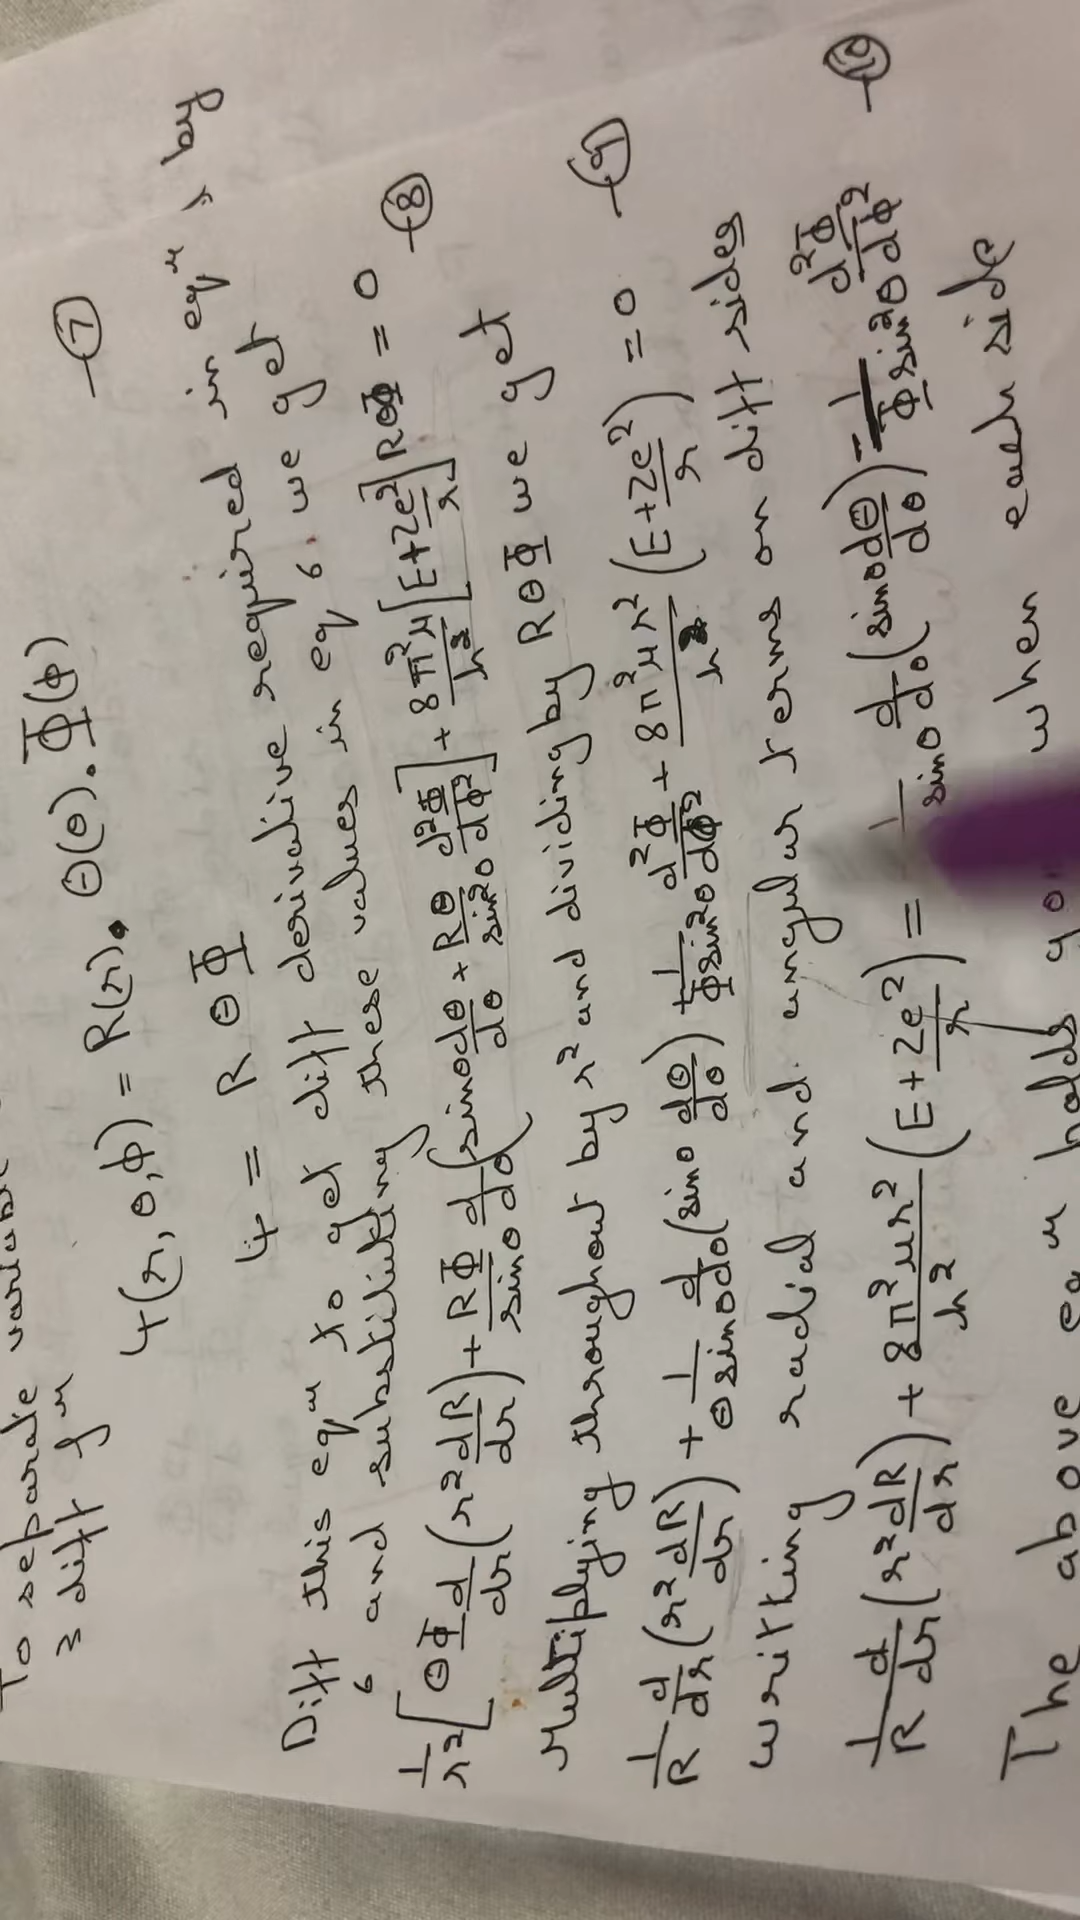 To separate variable
3 diff fn
ψ(r,θ,ϕ) = R(r). Θ(θ). Φ(ϕ) —⑦
ψ = R Θ Φ
Diff this eqn to get diff derivative required in eqn, by
6 and substituting these values in eq 6. we get
1/r² [ΘΦ d/dr (r² dR/dr) + RΦ/sinθ d/dθ (sinθ dΘ/dθ + RΘ/sin²θ d²Φ/dϕ²] + 8π²μ/h² [E + Ze²/r] RΘΦ = 0 —⑧
Multiplying throughout by r² and dividing by RΘΦ we get
1/R d/dr (r² dR/dr) + 1/Θ sinθ d/dθ (sinθ dΘ/dθ) + 1/Φ sin²θ d²Φ/dϕ² + 8π²μr²/h² (E + Ze²/r) = 0 —⑨
writing radial and angular terms on diff sides
1/R d/dr (r² dR/dr) + 8π²μr²/h² (E + Ze²/r) = 1/sinθ d/dθ (sinθ dΘ/dθ) - 1/Φ sin²θ d²Φ/dϕ² —⑩
The above eqn holds when each side